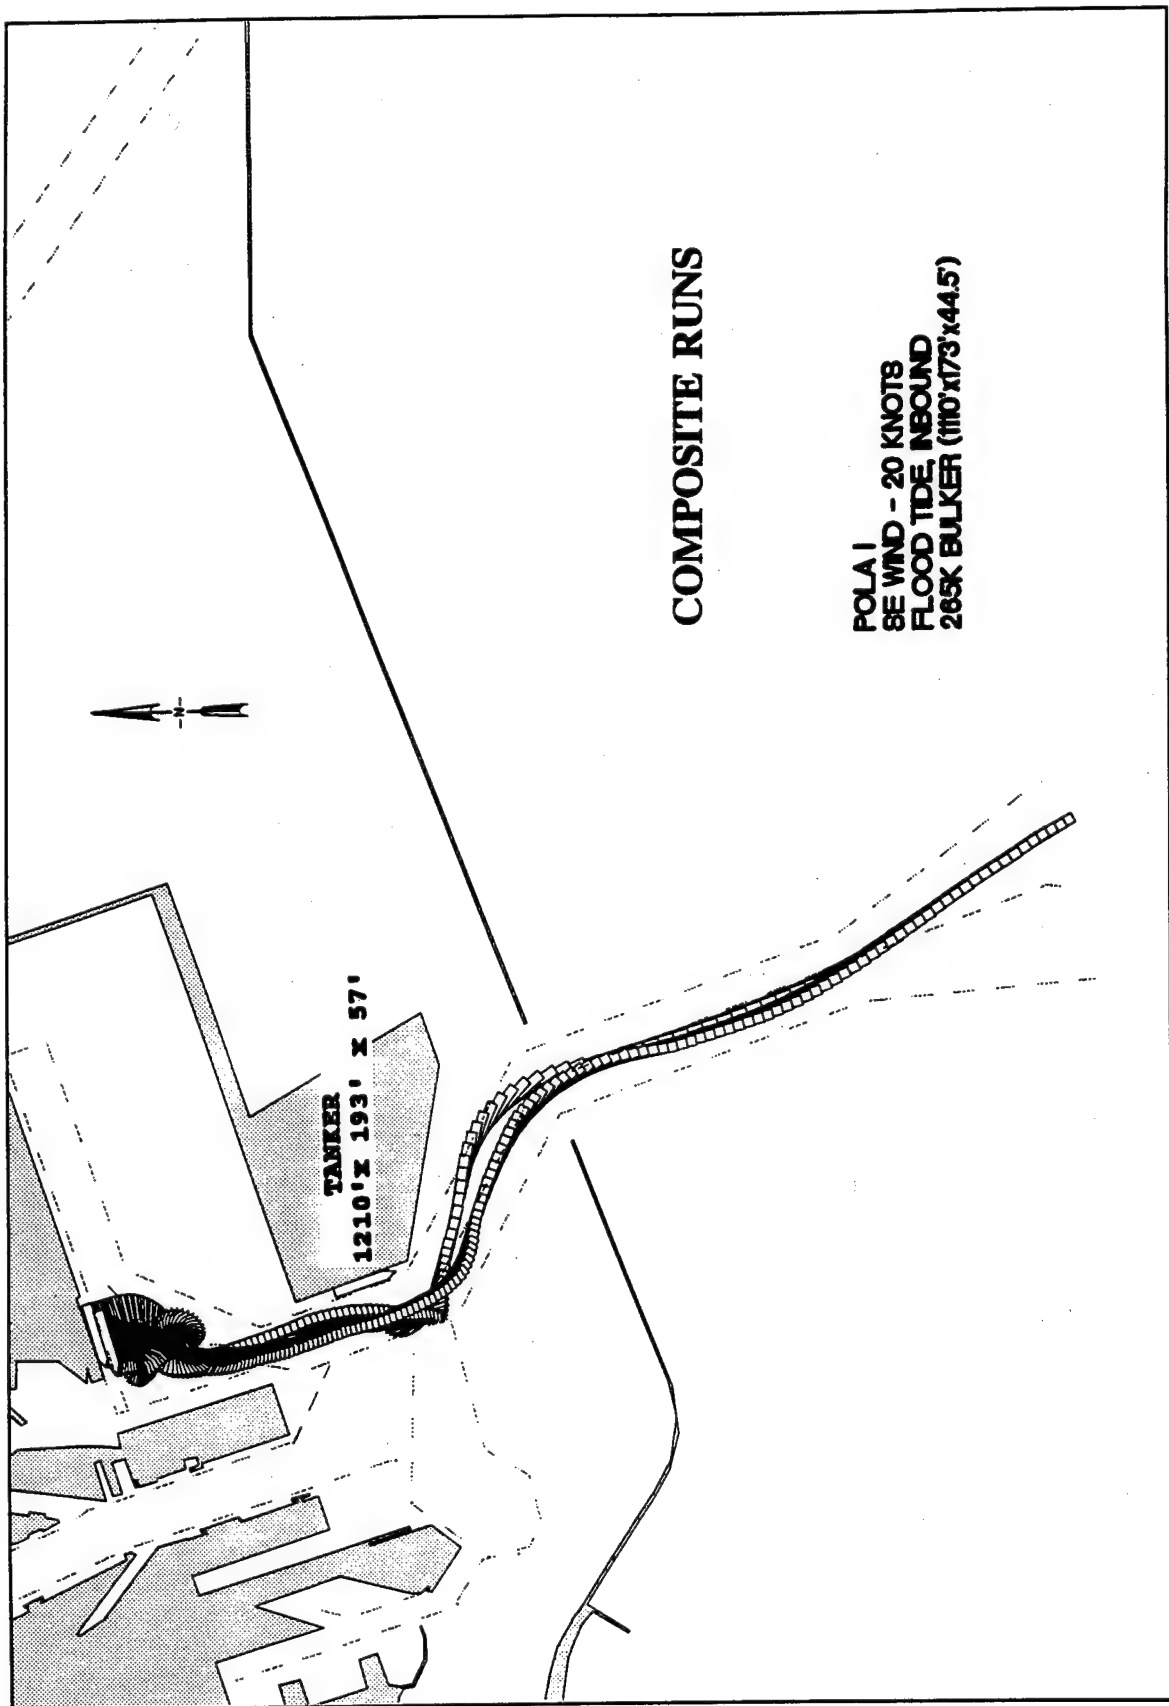 -N-
TANKER
1210'X 193' X 57'
COMPOSITE RUNS
POLA I
SE WIND - 20 KNOTS
FLOOD TIDE, INBOUND
265K BULKER (1110'x173'x44.5')